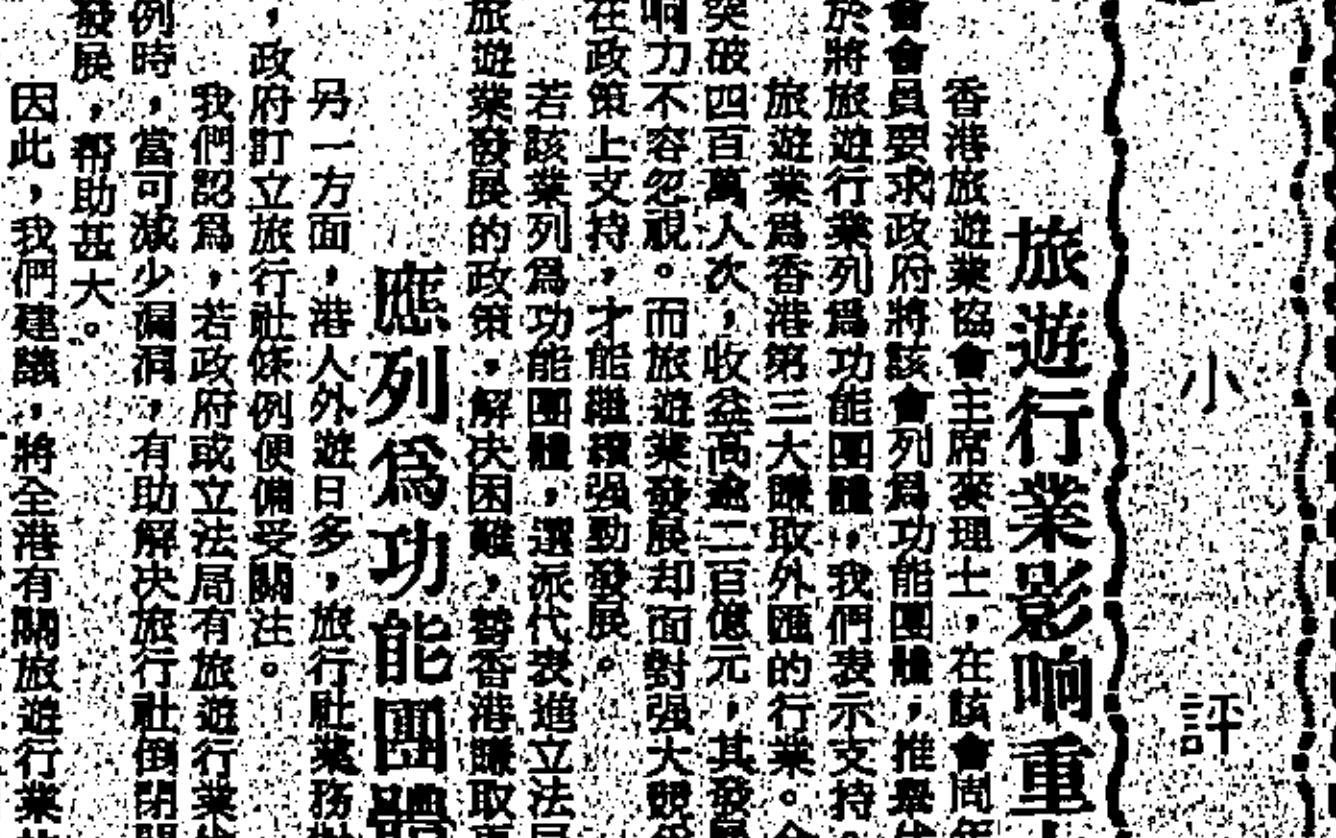 小評
旅遊行業影响重
香港旅遊業協會主席麥理士，在該會周年
會會員要求政府將該會列爲功能團體，推舉
於將旅遊行業列爲功能團體，我們表示支持。
旅遊業爲香港第三大賺取外匯的行業。
突破四百萬人次，收益高逾二百億元，其發展
响力不容忽視。而旅遊業發展却面對强大競
在政策上支持，才能繼續强勁發展。
若該業列爲功能團體，選派代表進立法局
旅遊業發展的政策，解决困難，替香港賺取更
應列爲功能團體
另一方面，港人外遊日多，旅行社業務
，政府訂立旅行社條例便備受關注。
我們認爲，若政府或立法局有旅遊行業
例時，當可減少漏洞，有助解决旅行社倒閉
發展，帮助甚大。
因此，我們建議，將全港有關旅遊行業